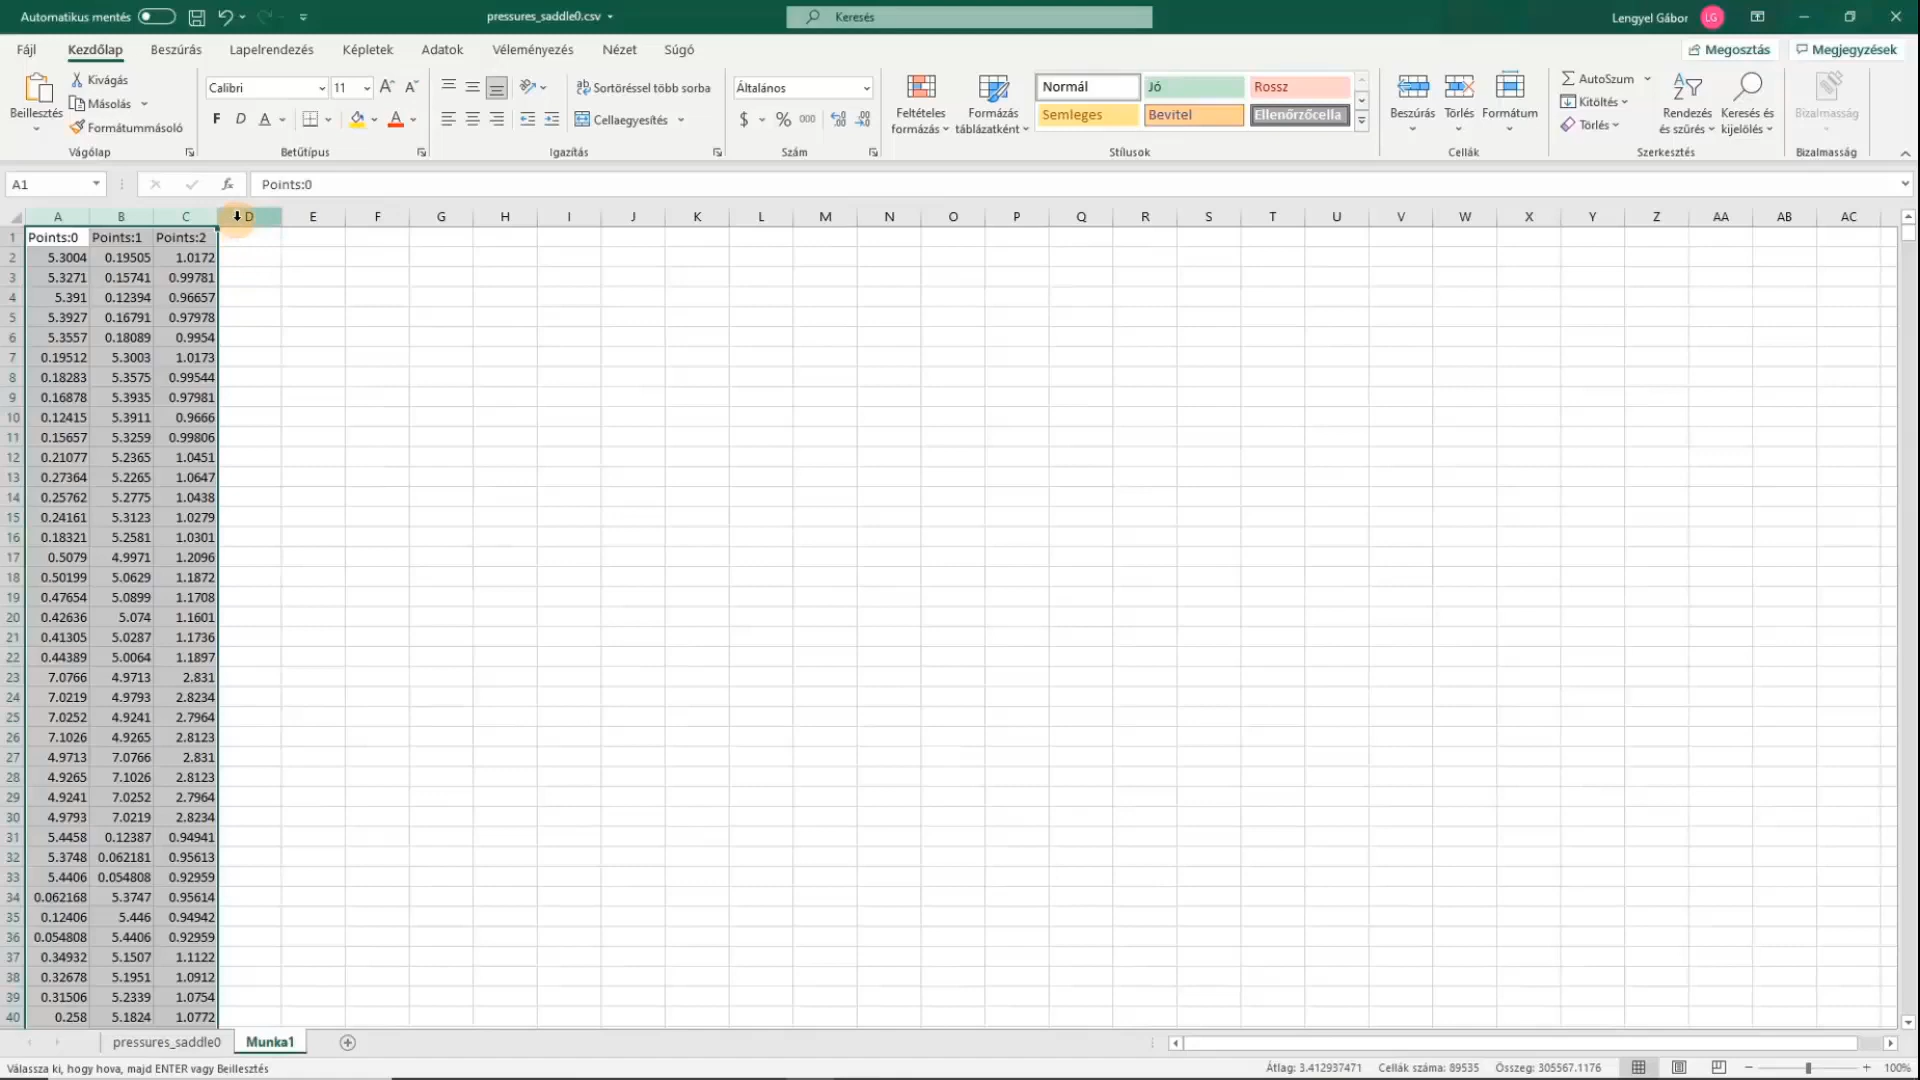 Automatikus mentés
pressures_saddle0.csv
Keresés
Lengyel Gábor LG
Fájl Kezdőlap Beszúrás Lapelrendezés Képletek Adatok Véleményezés Nézet Súgó Megosztás Megjegyzések
Beillesztés
Kivágás
Másolás
Formátummásoló
Vágólap
Calibri 11
F D A
Betűtípus
Sortöréssel több sorba
Cellaegyesítés
Igazítás
Általános
$ % 000
Szám
Feltételes formázás
Formázás táblázatként
Normál Jó Rossz
Semleges Bevitel Ellenőrzőcella
Stílusok
Beszúrás Törlés Formátum
Cellák
AutoSzum
Kitöltés
Törlés
Rendezés és szűrés
Keresés és kijelölés
Szerkesztés
Bizalmasság
Bizalmasság
A1 fx Points:0
A B C D E F G H I J K L M N O P Q R S T U V W X Y Z AA AB AC
1 Points:0 Points:1 Points:2
2 5.3004 0.19505 1.0172
3 5.3271 0.15741 0.99781
4 5.391 0.12394 0.96657
5 5.3927 0.16791 0.97978
6 5.3557 0.18089 0.9954
7 0.19512 5.3003 1.0173
8 0.18283 5.3575 0.99544
9 0.16878 5.3935 0.97981
10 0.12415 5.3911 0.9666
11 0.15657 5.3259 0.99806
12 0.21077 5.2365 1.0451
13 0.27364 5.2265 1.0647
14 0.25762 5.2775 1.0438
15 0.24161 5.3123 1.0279
16 0.18321 5.2581 1.0301
17 0.5079 4.9971 1.2096
18 0.50199 5.0629 1.1872
19 0.47654 5.0899 1.1708
20 0.42636 5.074 1.1601
21 0.41305 5.0287 1.1736
22 0.44389 5.0064 1.1897
23 7.0766 4.9713 2.831
24 7.0219 4.9793 2.8234
25 7.0252 4.9241 2.7964
26 7.1026 4.9265 2.8123
27 4.9713 7.0766 2.831
28 4.9265 7.1026 2.8123
29 4.9241 7.0252 2.7964
30 4.9793 7.0219 2.8234
31 5.4458 0.12387 0.94941
32 5.3748 0.062181 0.95613
33 5.4406 0.054808 0.92959
34 0.062168 5.3747 0.95614
35 0.12406 5.446 0.94942
36 0.054808 5.4406 0.92959
37 0.34932 5.1507 1.1122
38 0.32678 5.1951 1.0912
39 0.31506 5.2339 1.0754
40 0.258 5.1824 1.0772
pressures_saddle0 Munka1
Válassza ki, hogy hova, majd ENTER vagy Beillesztés
Átlag: 3.412937471 Cellák száma: 89535 Összeg: 305567.1176 100%